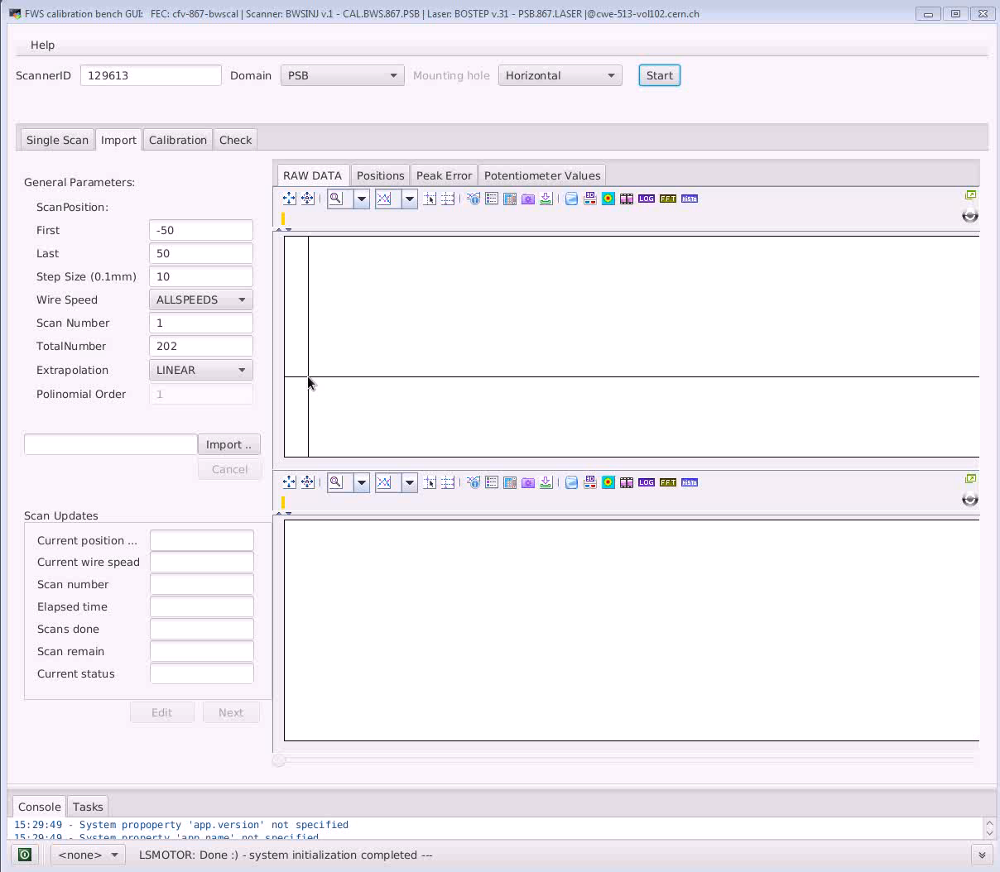 FWS calibration bench GUI: FEC: cfv-867-bwscal | Scanner: BWSINJ v.1 - CAL.BWS.867.PSB | Laser: BOSTEP v.31 - PSB.867.LASER |@cwe-513-vol102.cern.ch
Help
ScannerID 129613 Domain PSB Mounting hole Horizontal Start
Single Scan Import Calibration Check
RAW DATA Positions Peak Error Potentiometer Values
General Parameters:
ScanPosition:
First -50
Last 50
Step Size (0.1mm) 10
Wire Speed ALLSPEEDS
Scan Number 1
TotalNumber 202
Extrapolation LINEAR
Polinomial Order 1
Import ..
Cancel
3D LOG FFT HiSto
3D LOG FFT HiSto
Scan Updates
Current position ...
Current wire spead
Scan number
Elapsed time
Scans done
Scan remain
Current status
Edit Next
Console Tasks
15:29:49 - System propoperty 'app.version' not specified
15:29:49 - System propoperty 'app.name' not specified
<none> LSMOTOR: Done :) - system initialization completed ---